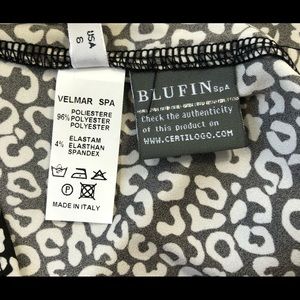 USA
6
VELMAR SPA
POLIESTERE
96% POLYESTER
POLYESTER
ELASTAM
4% ELASTHAN
SPANDEX
MADE IN ITALY
BLUFIN SpA
Check the authenticity
of this product on
WWW.CERTILOGO.COM